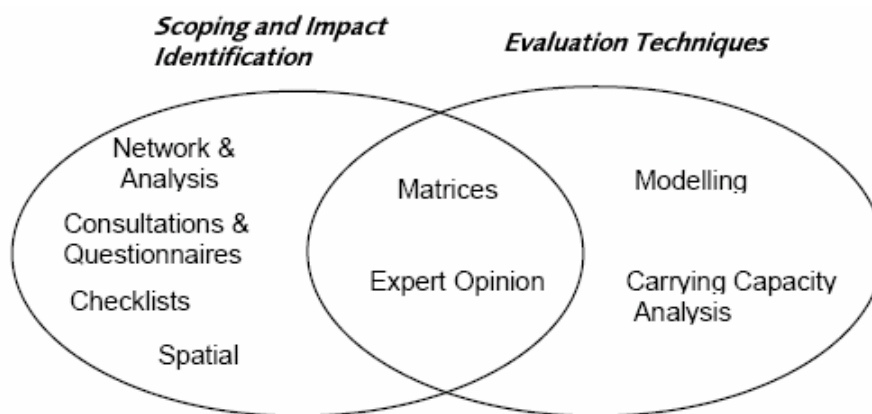 Scoping and Impact
Identification
Evaluation Techniques
Network &
Analysis
Consultations &
Questionnaires
Checklists
Spatial
Matrices
Expert Opinion
Modelling
Carrying Capacity
Analysis